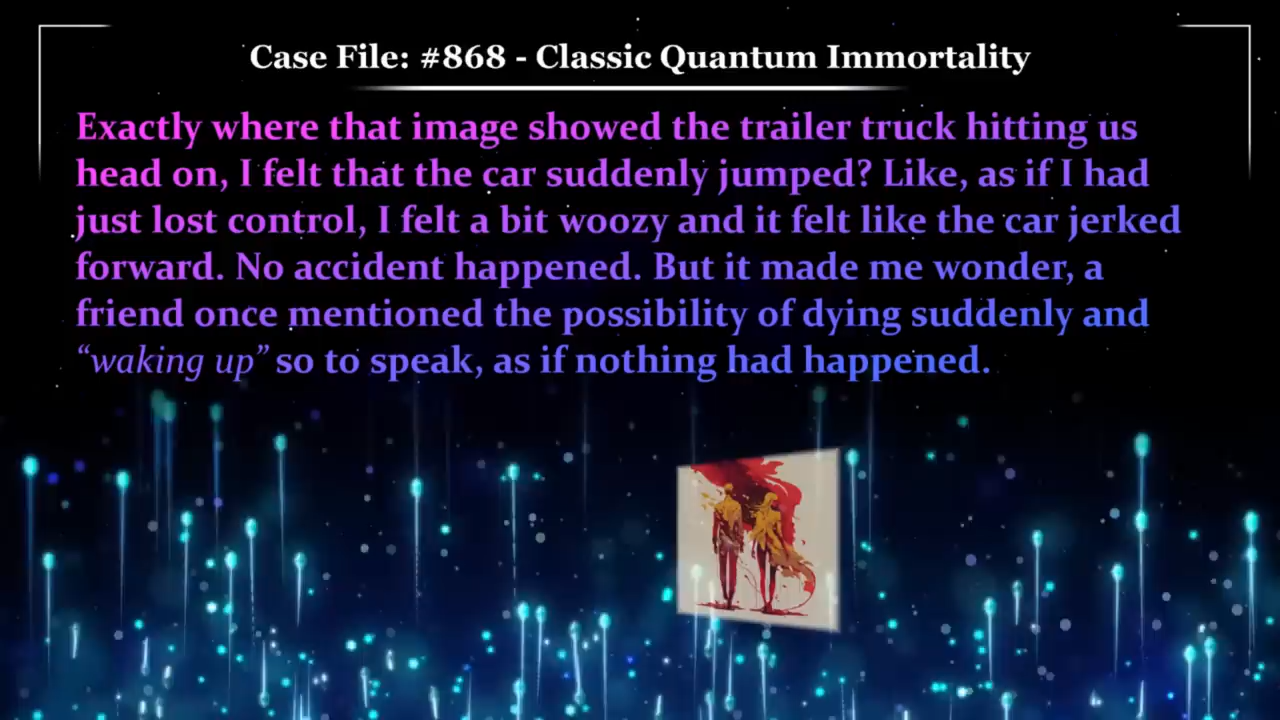 Case File: #868 - Classic Quantum Immortality
Exactly where that image showed the trailer truck hitting us
head on, I felt that the car suddenly jumped? Like, as if I had
just lost control, I felt a bit woozy and it felt like the car jerked
forward. No accident happened. But it made me wonder, a
friend once mentioned the possibility of dying suddenly and
“waking up” so to speak, as if nothing had happened.